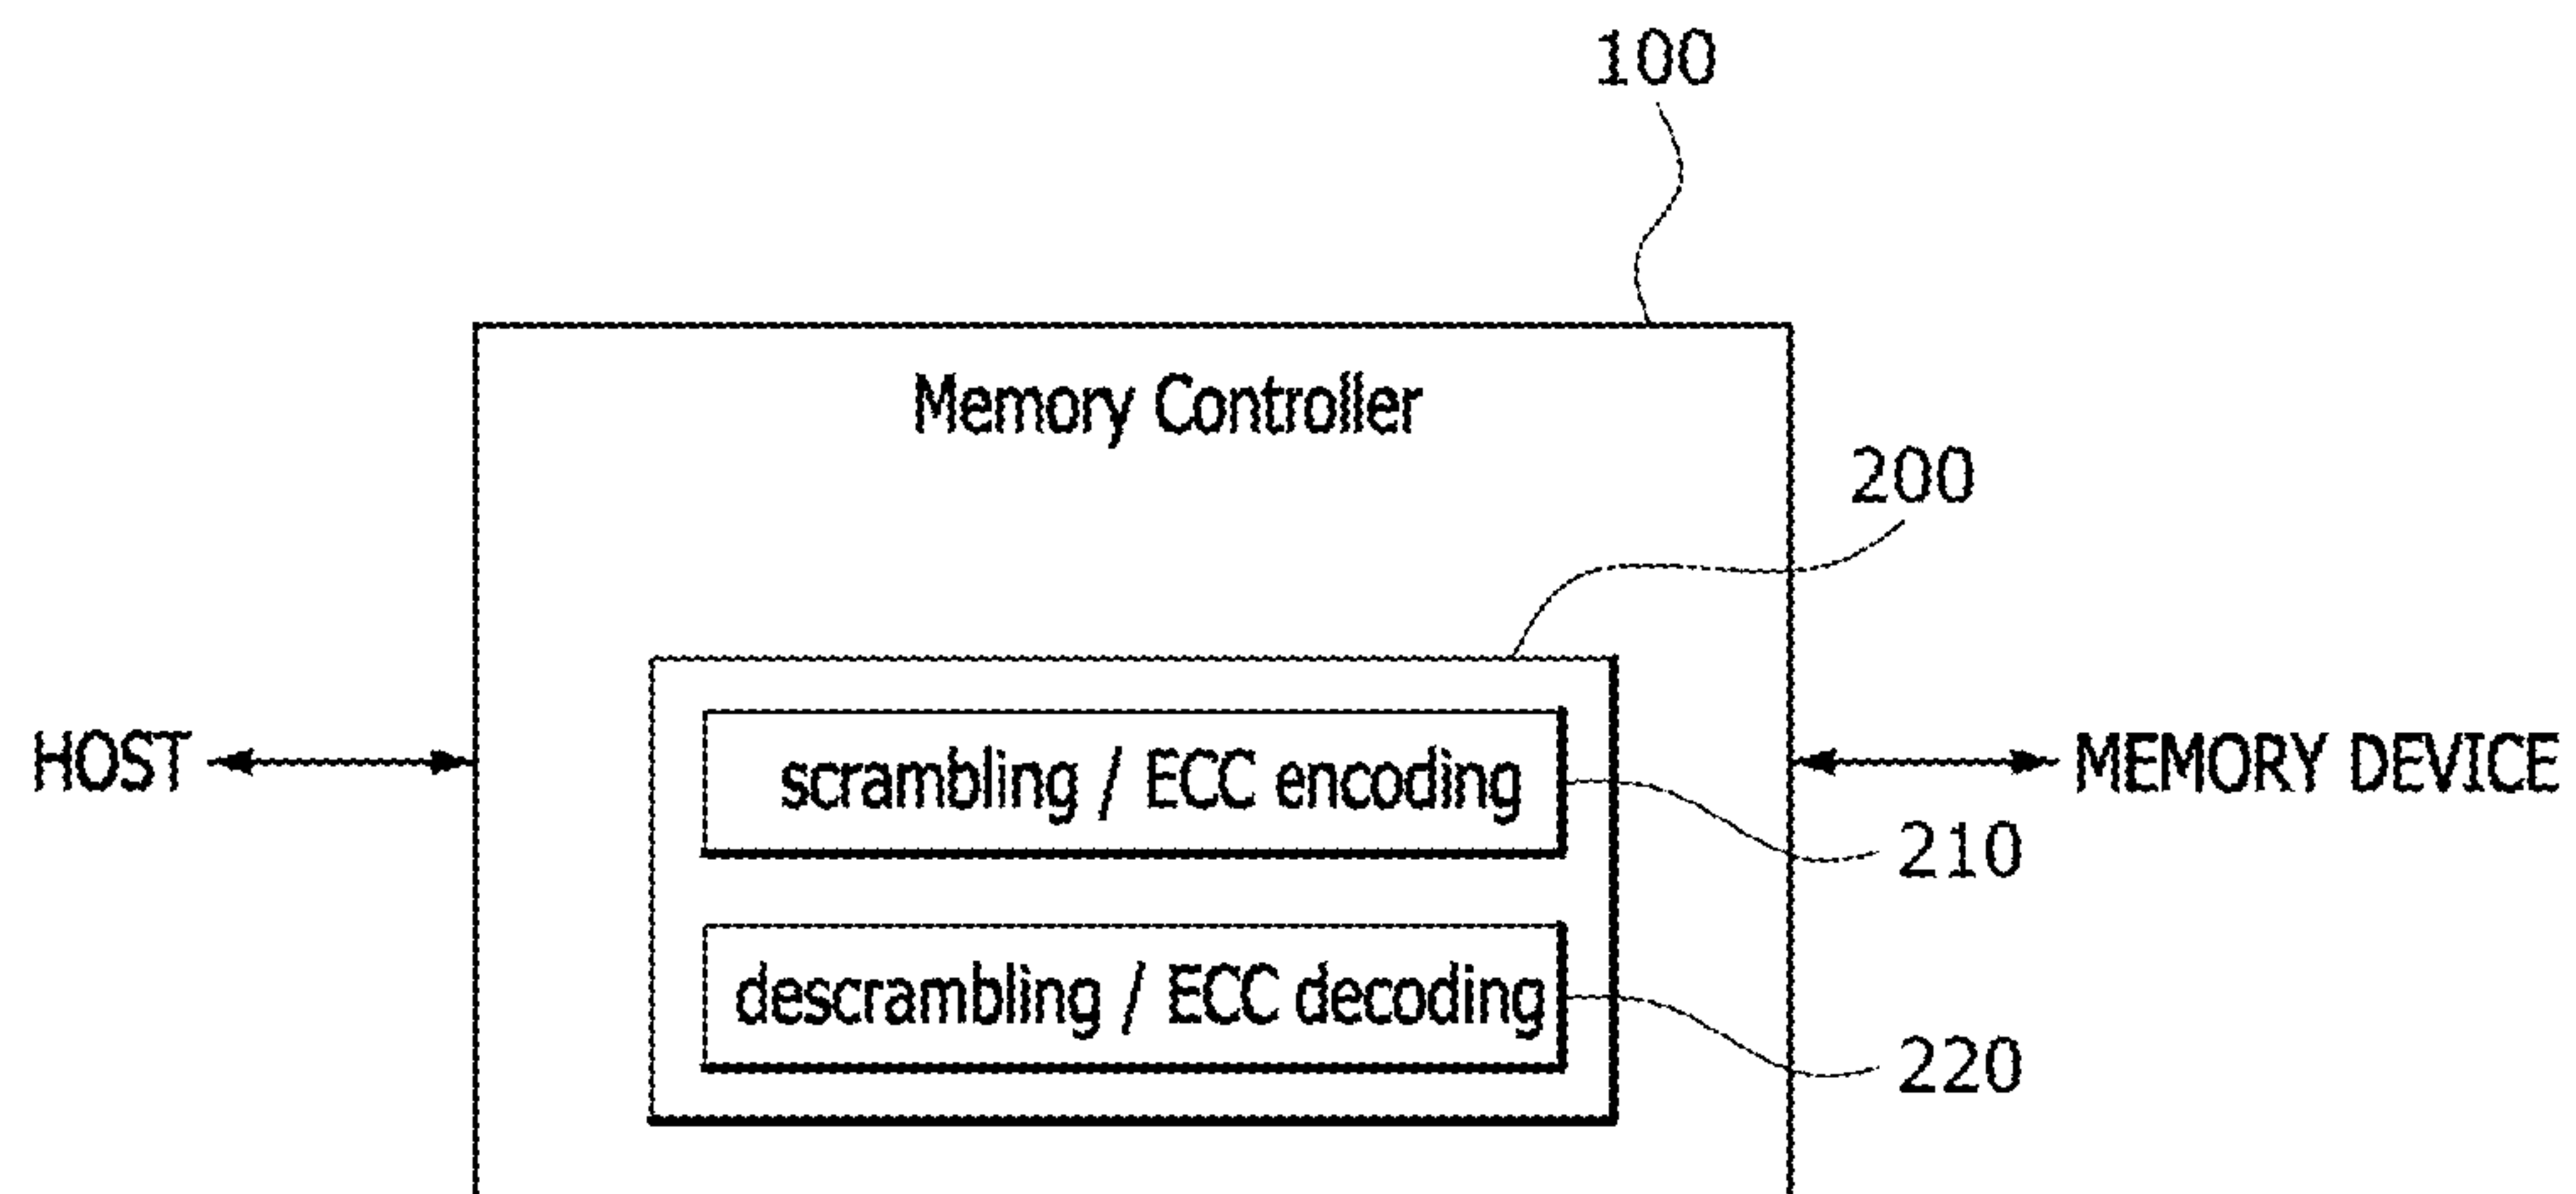 100
Memory Controller
200
HOST
scrambling / ECC encoding
MEMORY DEVICE
210
descrambling / ECC decoding
220